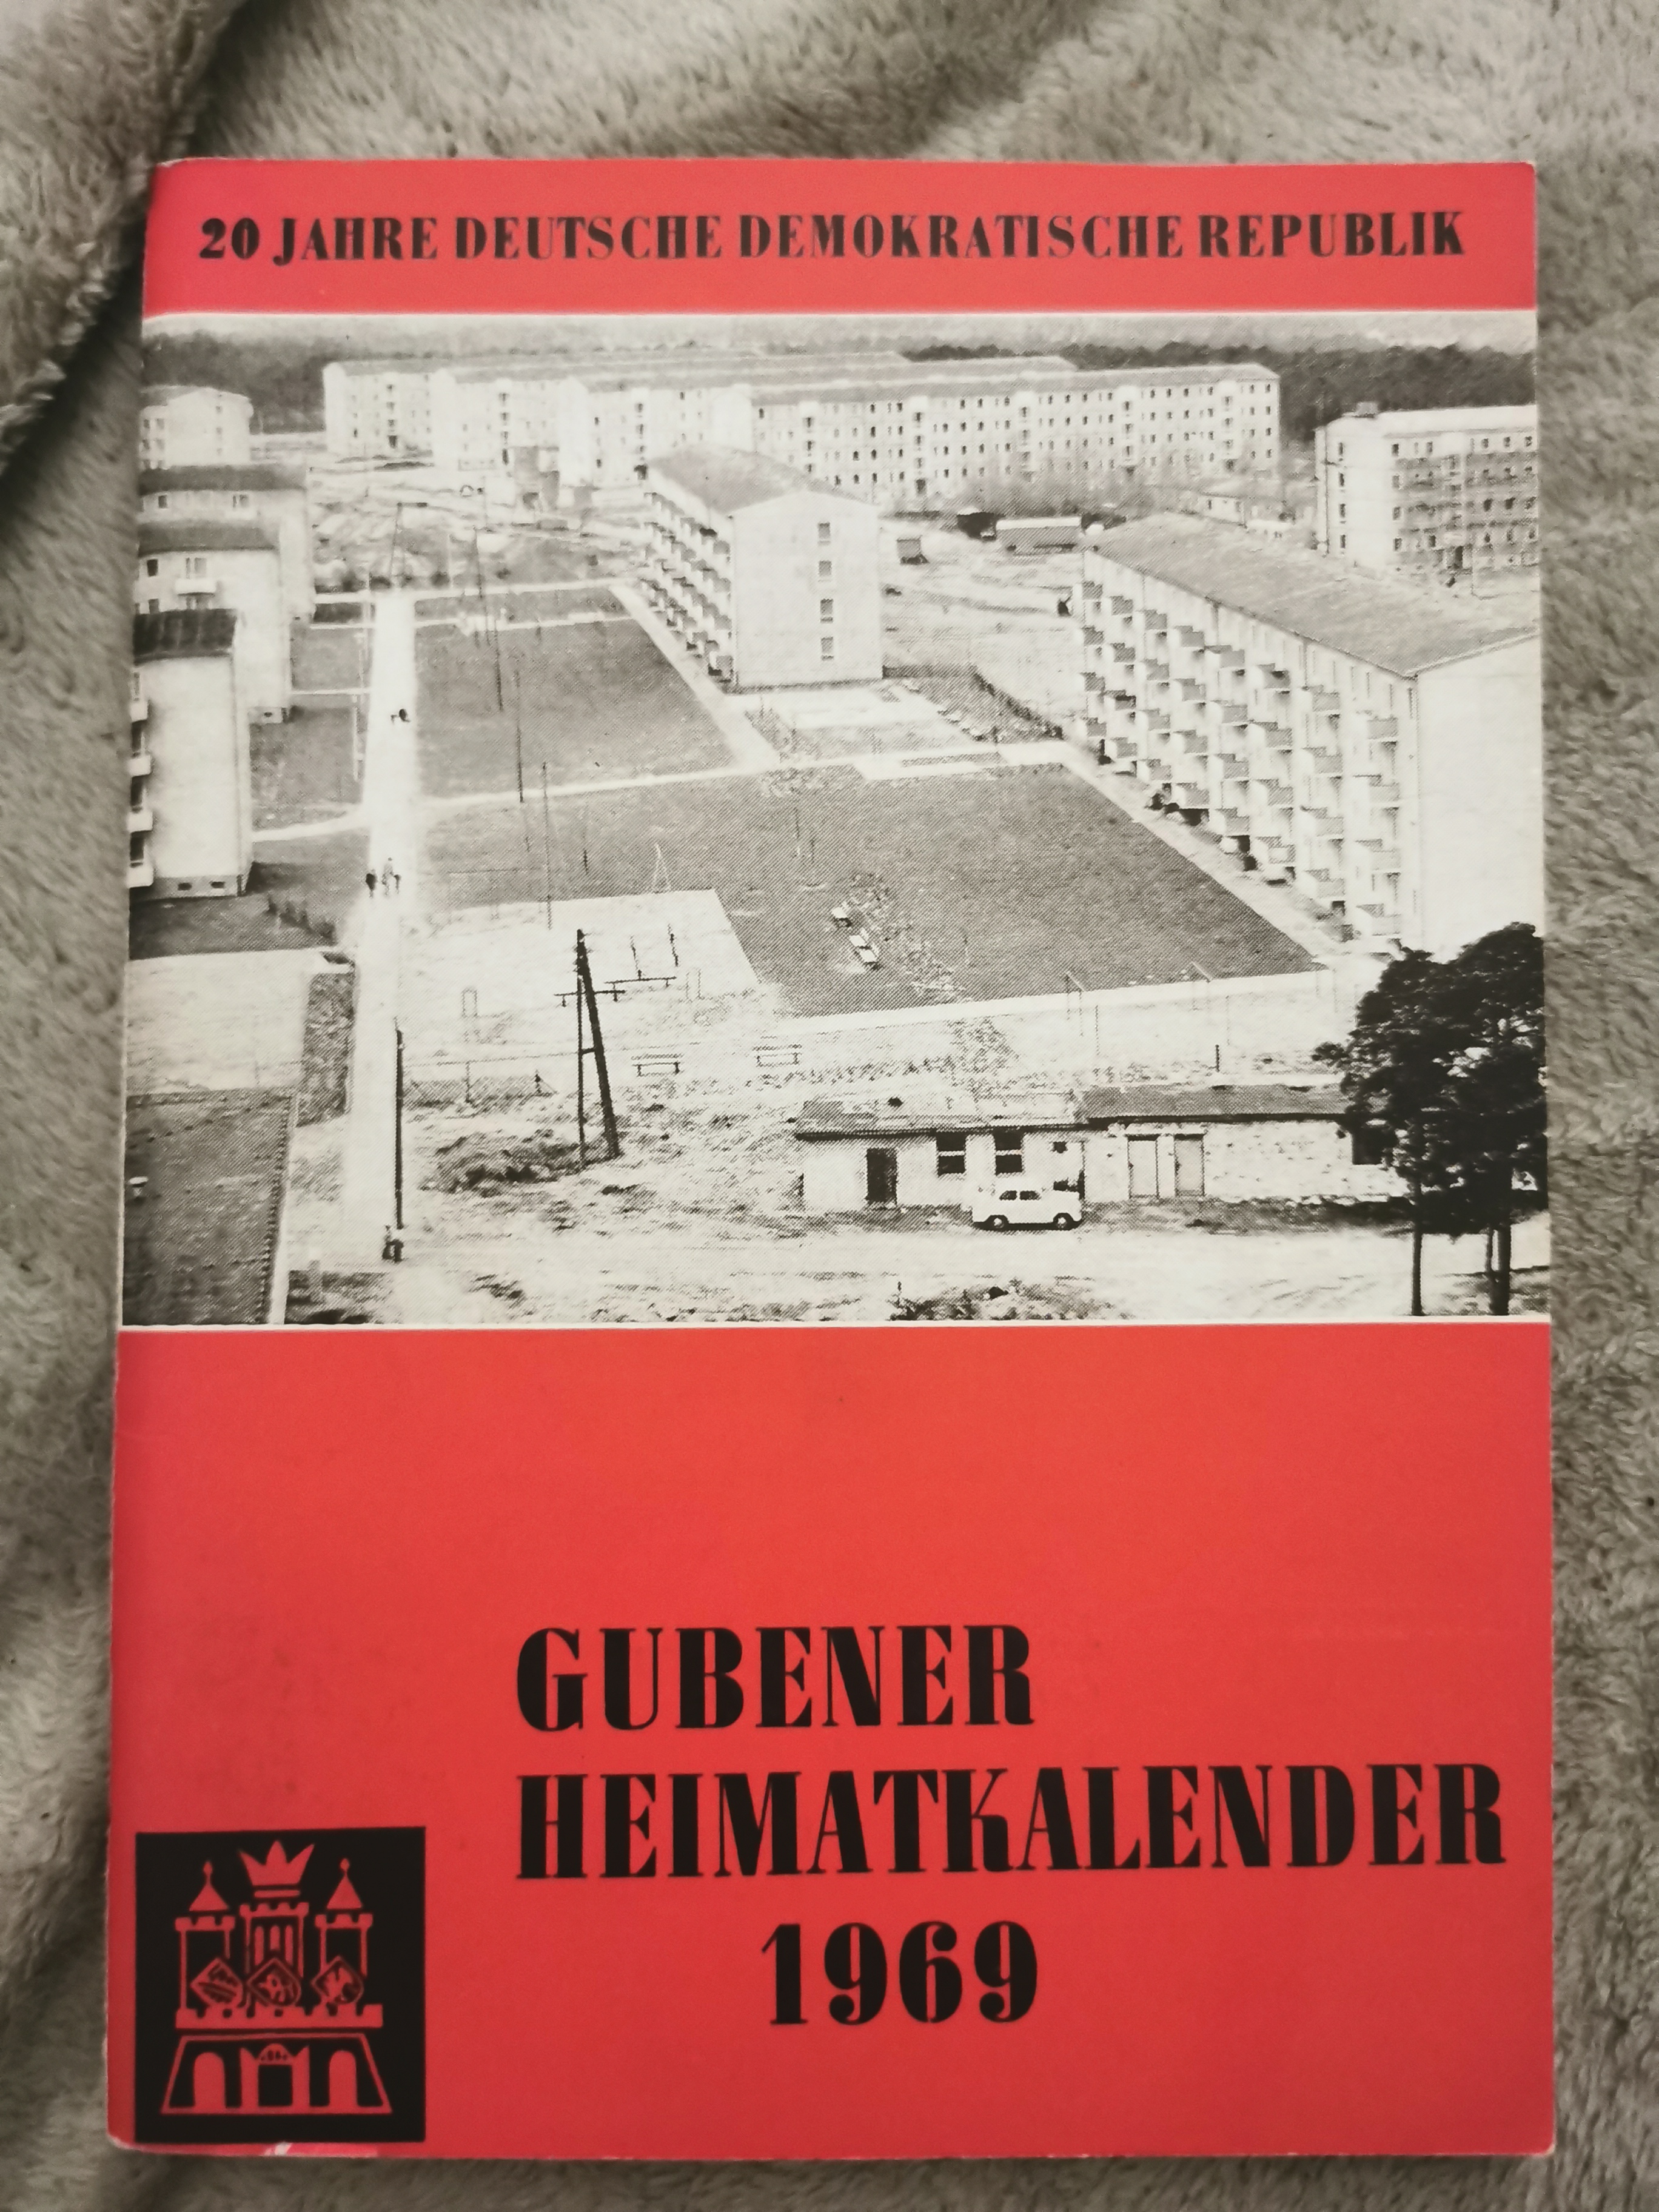 20 JAHRE DEUTSCHE DEMOKRATISCHE REPUBLIK
GUBENER
HEIMATKALENDER
1969